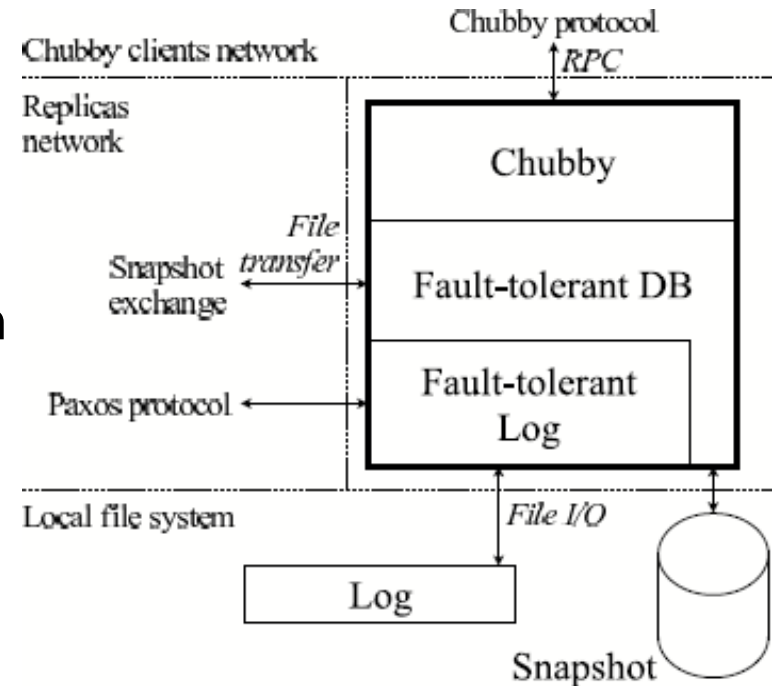 Chubby protocol
Chubby clients network
RPC
Replicas
network
Chubby
File
transfer
Snapshot
exchange
Fault-tolerant DB
Paxos protocol
Fault-tolerant
Log
Local file system
File I/O
Log
Snapshot